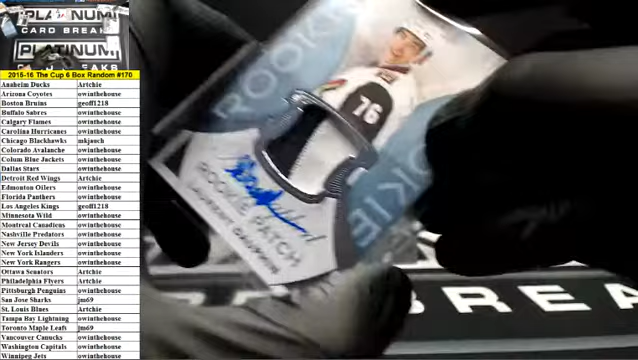 PLATINUM
CARD BREAKS
PLATINUM
2015-16 The Cup 6 Box Random #170
Anaheim Ducks Artchie
Arizona Coyotes owinthehouse
Boston Bruins geoff1218
Buffalo Sabres owinthehouse
Calgary Flames owinthehouse
Carolina Hurricanes owinthehouse
Chicago Blackhawks mkjauch
Colorado Avalanche owinthehouse
Colum Blue Jackets owinthehouse
Dallas Stars owinthehouse
Detroit Red Wings Artchie
Edmonton Oilers owinthehouse
Florida Panthers owinthehouse
Los Angeles Kings geoff1218
Minnesota Wild owinthehouse
Montreal Canadiens owinthehouse
Nashville Predators owinthehouse
New Jersey Devils owinthehouse
New York Islanders owinthehouse
New York Rangers owinthehouse
Ottawa Senators Artchie
Philadelphia Flyers Artchie
Pittsburgh Penguins owinthehouse
San Jose Sharks jm69
St. Louis Blues Artchie
Tampa Bay Lightning owinthehouse
Toronto Maple Leafs jm69
Vancouver Canucks owinthehouse
Washington Capitals owinthehouse
Winnipeg Jets owinthehouse
ROOKIE
76
ROOKIE PATCH
LAURENT DAUPHIN
BREA